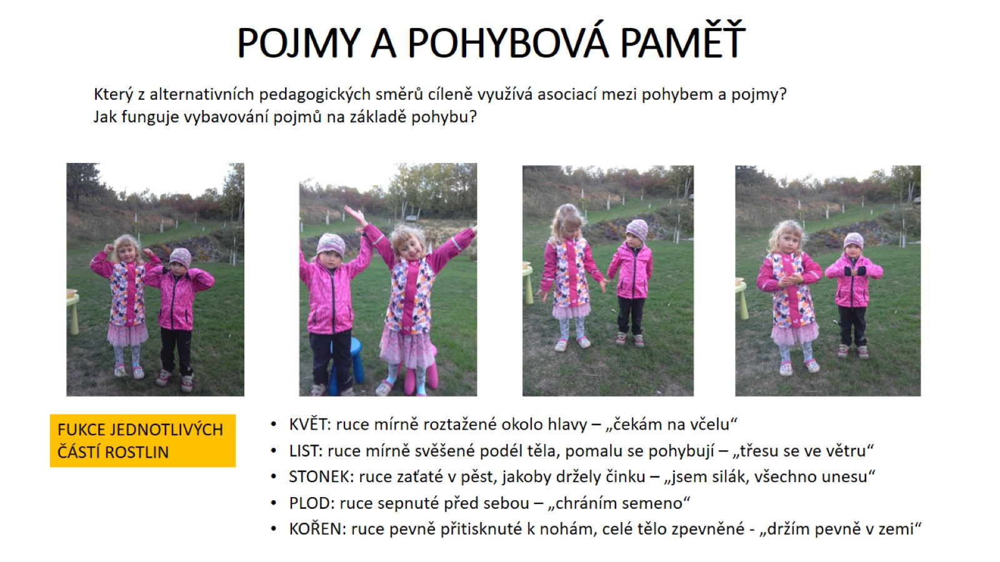 POJMY A POHYBOVÁ PAMĚŤ
Který z alternativních pedagogických směrů cíleně využívá asociací mezi pohybem a pojmy?
Jak funguje vybavování pojmů na základě pohybu?
FUKCE JEDNOTLIVÝCH
ČÁSTÍ ROSTLIN
• KVĚT: ruce mírně roztažené okolo hlavy – „čekám na včelu“
• LIST: ruce mírně svěšené podél těla, pomalu se pohybují – „třesu se ve větru“
• STONEK: ruce zaťaté v pěst, jakoby držely činku – „jsem silák, všechno unesu“
• PLOD: ruce sepnuté před sebou – „chráním semeno“
• KOŘEN: ruce pevně přitisknuté k nohám, celé tělo zpevněné - „držím pevně v zemi“